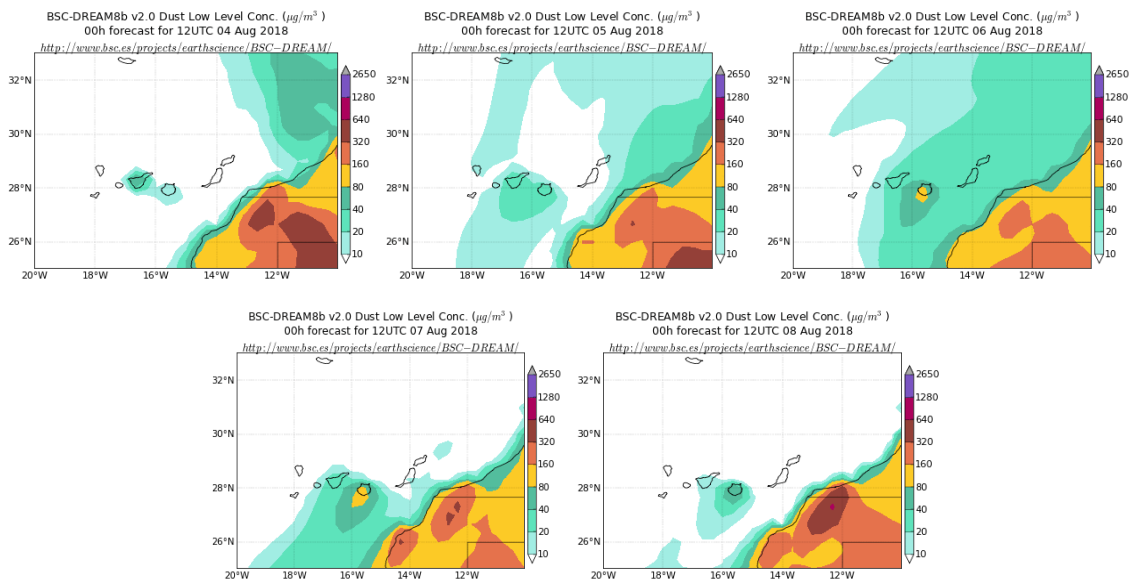 BSC-DREAM8b v2.0 Dust Low Level Conc. (μg/m³ )
00h forecast for 12UTC 04 Aug 2018
http://www.bsc.es/projects/earthscience/BSC−DREAM/
32°N
30°N
28°N
26°N
20°W 18°W 16°W 14°W 12°W
2650
1280
640
320
160
80
40
20
10
BSC-DREAM8b v2.0 Dust Low Level Conc. (μg/m³ )
00h forecast for 12UTC 05 Aug 2018
http://www.bsc.es/projects/earthscience/BSC−DREAM/
32°N
30°N
28°N
26°N
20°W 18°W 16°W 14°W 12°W
2650
1280
640
320
160
80
40
20
10
BSC-DREAM8b v2.0 Dust Low Level Conc. (μg/m³ )
00h forecast for 12UTC 06 Aug 2018
http://www.bsc.es/projects/earthscience/BSC−DREAM/
32°N
30°N
28°N
26°N
20°W 18°W 16°W 14°W 12°W
2650
1280
640
320
160
80
40
20
10
BSC-DREAM8b v2.0 Dust Low Level Conc. (μg/m³ )
00h forecast for 12UTC 07 Aug 2018
http://www.bsc.es/projects/earthscience/BSC−DREAM/
32°N
30°N
28°N
26°N
20°W 18°W 16°W 14°W 12°W
2650
1280
640
320
160
80
40
20
10
BSC-DREAM8b v2.0 Dust Low Level Conc. (μg/m³ )
00h forecast for 12UTC 08 Aug 2018
http://www.bsc.es/projects/earthscience/BSC−DREAM/
32°N
30°N
28°N
26°N
20°W 18°W 16°W 14°W 12°W
2650
1280
640
320
160
80
40
20
10